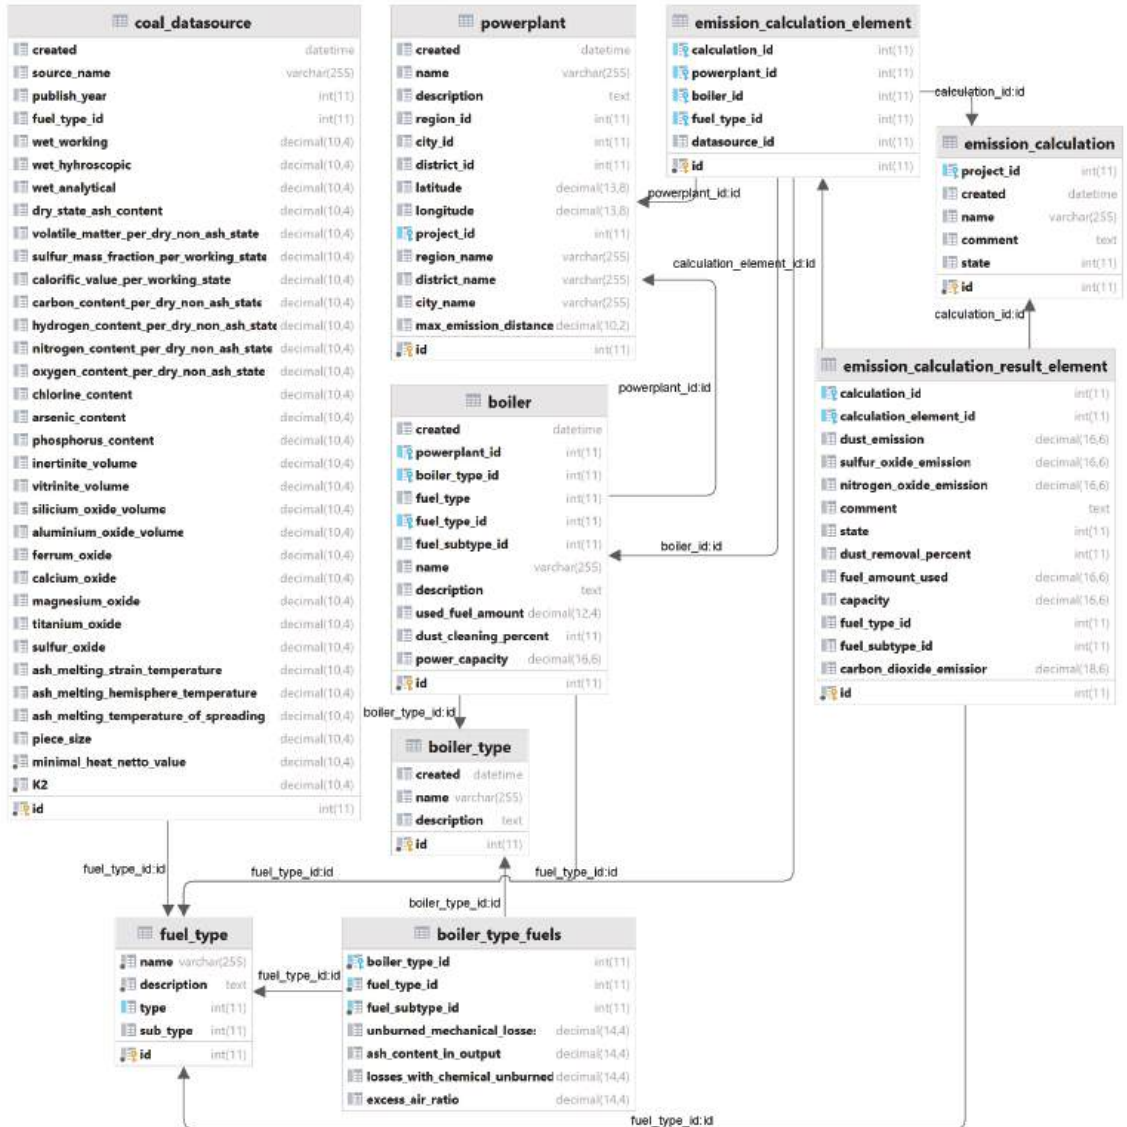 coal_datasource
created datetime
source_name varchar(255)
publish_year int(11)
fuel_type_id int(11)
wet_working decimal(10,4)
wet_hyhroscopic decimal(10,4)
wet_analytical decimal(10,4)
dry_state_ash_content decimal(10,4)
volatile_matter_per_dry_non_ash_state decimal(10,4)
sulfur_mass_fraction_per_working_state decimal(10,4)
calorific_value_per_working_state decimal(10,4)
carbon_content_per_dry_non_ash_state decimal(10,4)
hydrogen_content_per_dry_non_ash_state decimal(10,4)
nitrogen_content_per_dry_non_ash_state decimal(10,4)
oxygen_content_per_dry_non_ash_state decimal(10,4)
chlorine_content decimal(10,4)
arsenic_content decimal(10,4)
phosphorus_content decimal(10,4)
inertinite_volume decimal(10,4)
vitrinite_volume decimal(10,4)
silicium_oxide_volume decimal(10,4)
aluminium_oxide_volume decimal(10,4)
ferrum_oxide decimal(10,4)
calcium_oxide decimal(10,4)
magnesium_oxide decimal(10,4)
titanium_oxide decimal(10,4)
sulfur_oxide decimal(10,4)
ash_melting_strain_temperature decimal(10,4)
ash_melting_hemisphere_temperature decimal(10,4)
ash_melting_temperature_of_spreading decimal(10,4)
piece_size decimal(10,4)
minimal_heat_netto_value decimal(10,4)
K2 decimal(10,4)
id int(11)
powerplant
created datetime
name varchar(255)
description text
region_id int(11)
city_id int(11)
district_id int(11)
latitude decimal(13,8)
longitude decimal(13,8)
project_id int(11)
region_name varchar(255)
district_name varchar(255)
city_name varchar(255)
max_emission_distance decimal(10,2)
id int(11)
emission_calculation_element
calculation_id int(11)
powerplant_id int(11)
boiler_id int(11)
fuel_type_id int(11)
datasource_id int(11)
id int(11)
calculation_id:id
emission_calculation
project_id int(11)
created datetime
name varchar(255)
comment text
state int(11)
id int(11)
powerplant_id:id
calculation_element_id:id
calculation_id:id
emission_calculation_result_element
calculation_id int(11)
calculation_element_id int(11)
dust_emission decimal(16,6)
sulfur_oxide_emission decimal(16,6)
nitrogen_oxide_emission decimal(16,6)
comment text
state int(11)
dust_removal_percent int(11)
fuel_amount_used decimal(16,6)
capacity decimal(16,6)
fuel_type_id int(11)
fuel_subtype_id int(11)
carbon_dioxide_emissior decimal(18,6)
id int(11)
powerplant_id:id
boiler
created datetime
powerplant_id int(11)
boiler_type_id int(11)
fuel_type int(11)
fuel_type_id int(11)
fuel_subtype_id int(11)
name varchar(255)
description text
used_fuel_amount decimal(12,4)
dust_cleaning_percent int(11)
power_capacity decimal(16,6)
id int(11)
boiler_id:id
boiler_type_id:id
boiler_type
created datetime
name varchar(255)
description text
id int(11)
fuel_type_id:id
fuel_type_id:id
fuel_type_id:id
boiler_type_id:id
fuel_type
name varchar(255)
description text
type int(11)
sub_type int(11)
id int(11)
fuel_type_id:id
boiler_type_fuels
boiler_type_id int(11)
fuel_type_id int(11)
fuel_subtype_id int(11)
unburned_mechanical_losses decimal(14,4)
ash_content_in_output decimal(14,4)
losses_with_chemical_unburned decimal(14,4)
excess_air_ratio decimal(14,4)
fuel_type_id:id